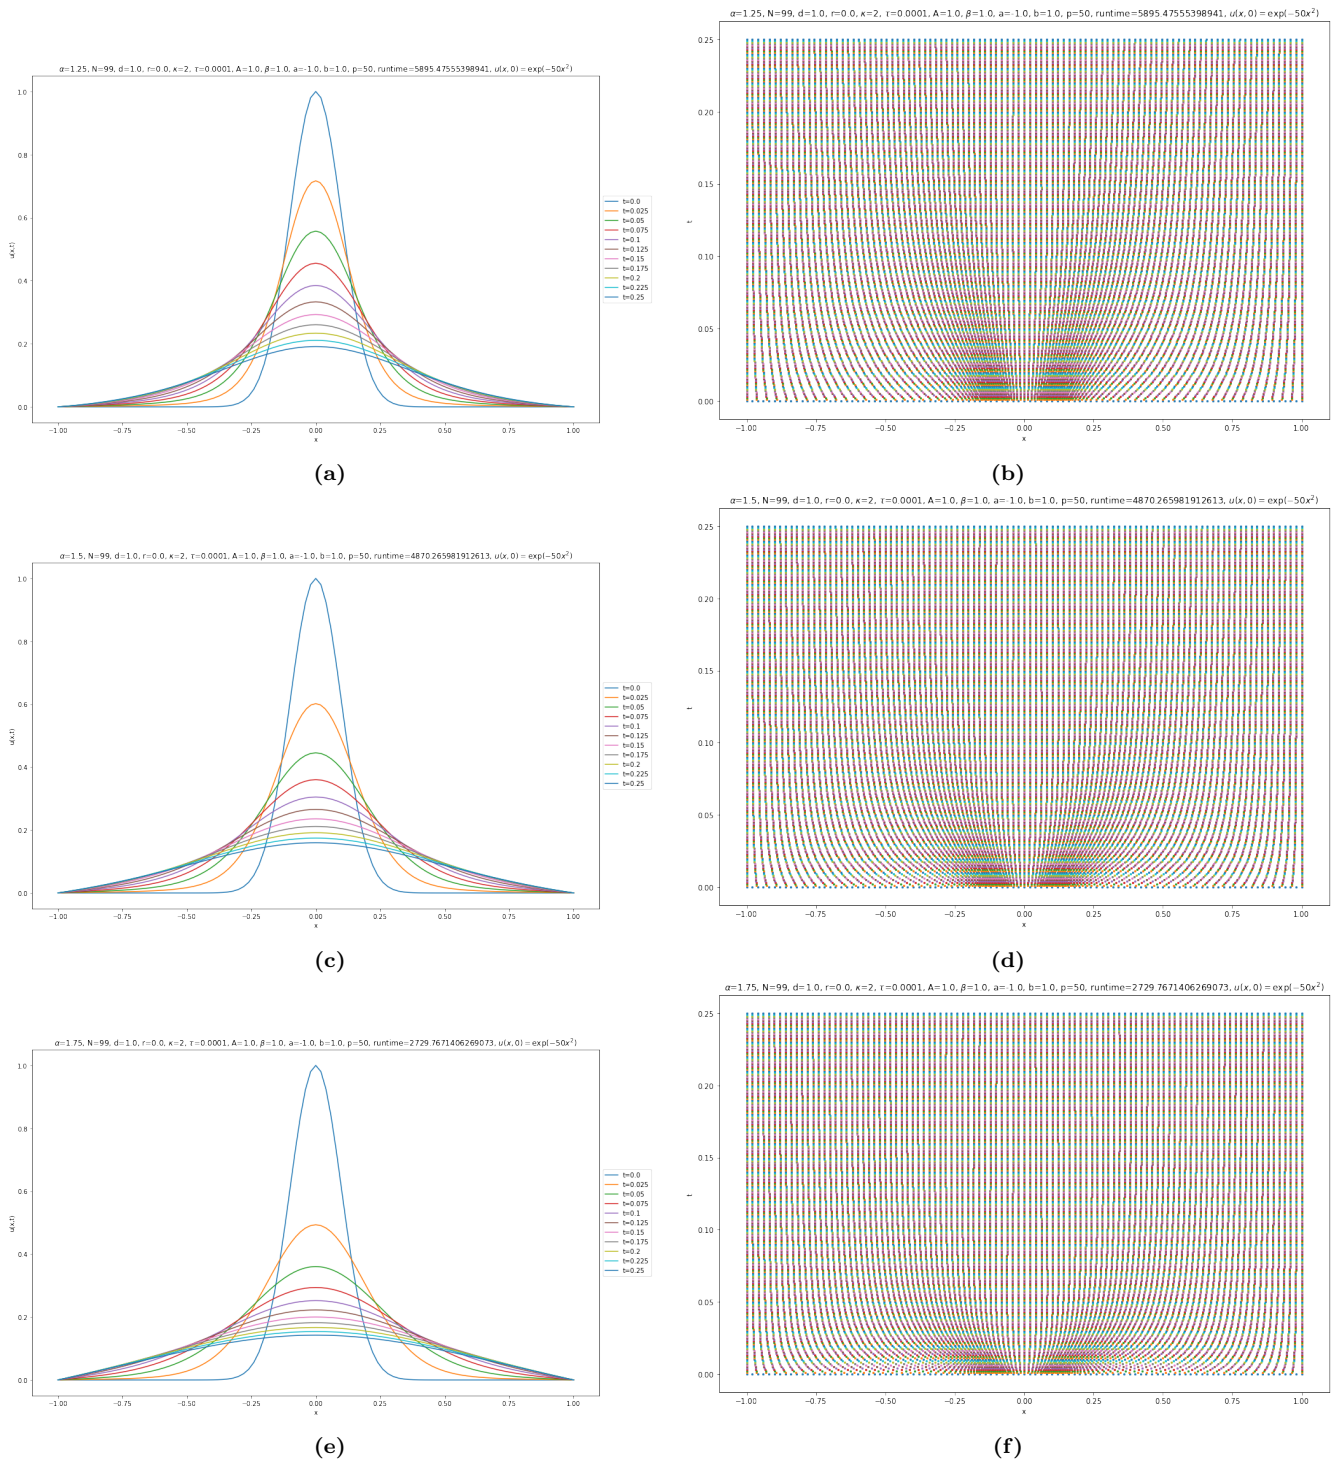 α=1.25, N=99, d=1.0, r=0.0, κ=2, τ=0.0001, A=1.0, β=1.0, a=-1.0, b=1.0, p=50, runtime=5895.47555398941, u(x, 0) = exp(−50x²)
1.0
0.8
0.6
0.4
0.2
0.0
u(x,t)
−1.00 −0.75 −0.50 −0.25 0.00 0.25 0.50 0.75 1.00
x
t=0.0
t=0.025
t=0.05
t=0.075
t=0.1
t=0.125
t=0.15
t=0.175
t=0.2
t=0.225
t=0.25
(a)
α=1.25, N=99, d=1.0, r=0.0, κ=2, τ=0.0001, A=1.0, β=1.0, a=-1.0, b=1.0, p=50, runtime=5895.47555398941, u(x, 0) = exp(−50x²)
0.25
0.20
0.15
0.10
0.05
0.00
t
−1.00 −0.75 −0.50 −0.25 0.00 0.25 0.50 0.75 1.00
x
(b)
α=1.5, N=99, d=1.0, r=0.0, κ=2, τ=0.0001, A=1.0, β=1.0, a=-1.0, b=1.0, p=50, runtime=4870.265981912613, u(x, 0) = exp(−50x²)
1.0
0.8
0.6
0.4
0.2
0.0
u(x,t)
−1.00 −0.75 −0.50 −0.25 0.00 0.25 0.50 0.75 1.00
x
t=0.0
t=0.025
t=0.05
t=0.075
t=0.1
t=0.125
t=0.15
t=0.175
t=0.2
t=0.225
t=0.25
(c)
α=1.5, N=99, d=1.0, r=0.0, κ=2, τ=0.0001, A=1.0, β=1.0, a=-1.0, b=1.0, p=50, runtime=4870.265981912613, u(x, 0) = exp(−50x²)
0.25
0.20
0.15
0.10
0.05
0.00
t
−1.00 −0.75 −0.50 −0.25 0.00 0.25 0.50 0.75 1.00
x
(d)
α=1.75, N=99, d=1.0, r=0.0, κ=2, τ=0.0001, A=1.0, β=1.0, a=-1.0, b=1.0, p=50, runtime=2729.7671406269073, u(x, 0) = exp(−50x²)
1.0
0.8
0.6
0.4
0.2
0.0
u(x,t)
−1.00 −0.75 −0.50 −0.25 0.00 0.25 0.50 0.75 1.00
x
t=0.0
t=0.025
t=0.05
t=0.075
t=0.1
t=0.125
t=0.15
t=0.175
t=0.2
t=0.225
t=0.25
(e)
α=1.75, N=99, d=1.0, r=0.0, κ=2, τ=0.0001, A=1.0, β=1.0, a=-1.0, b=1.0, p=50, runtime=2729.7671406269073, u(x, 0) = exp(−50x²)
0.25
0.20
0.15
0.10
0.05
0.00
t
−1.00 −0.75 −0.50 −0.25 0.00 0.25 0.50 0.75 1.00
x
(f)